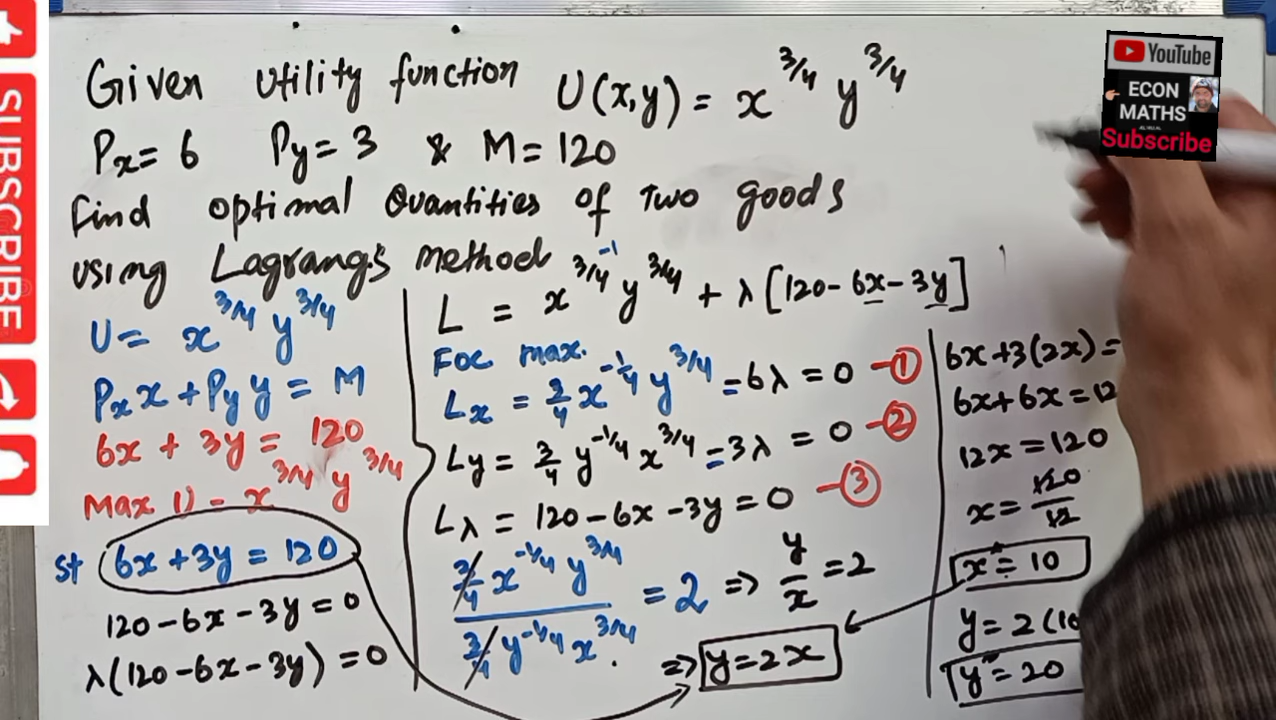 Given Utility function U(x,y) = x^3/4 y^3/4
Px = 6 Py = 3 & M = 120
Find optimal Quantities of Two goods
using Lagrang's method
U = x^3/4 y^3/4
Px x + Py y = M
6x + 3y = 120
Max U = x^3/4 y^3/4
St 6x + 3y = 120
120 - 6x - 3y = 0
λ(120 - 6x - 3y) = 0
L = x^3/4 -1 y^3/4 + λ[120 - 6x - 3y]
FOC max.
Lx = 3/4 x^-1/4 y^3/4 - 6λ = 0 -①
Ly = 3/4 y^-1/4 x^3/4 - 3λ = 0 -②
Lλ = 120 - 6x - 3y = 0 -③
3/4 x^-1/4 y^3/4 / 3/4 y^-1/4 x^3/4 = 2 => y/x = 2
=> y = 2x
6x + 3(2x) =
6x + 6x = 12
12x = 120
x = 120/12
x* = 10
y = 2(10
y* = 20
YouTube
ECON
MATHS
Subscribe
SUBSCRIBE